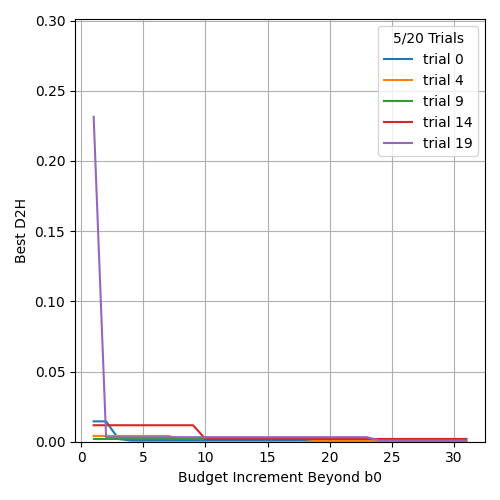 0.30
0.25
0.20
0.15
0.10
0.05
0.00
Best D2H
5/20 Trials
trial 0
trial 4
trial 9
trial 14
trial 19
0 5 10 15 20 25 30
Budget Increment Beyond b0